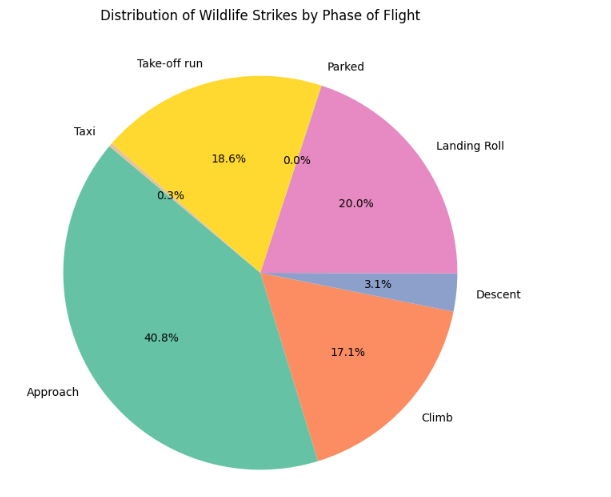 Distribution of Wildlife Strikes by Phase of Flight
Take-off run
Parked
Taxi
Landing Roll
18.6%
0.0%
0.3%
20.0%
3.1%
Descent
40.8%
17.1%
Approach
Climb